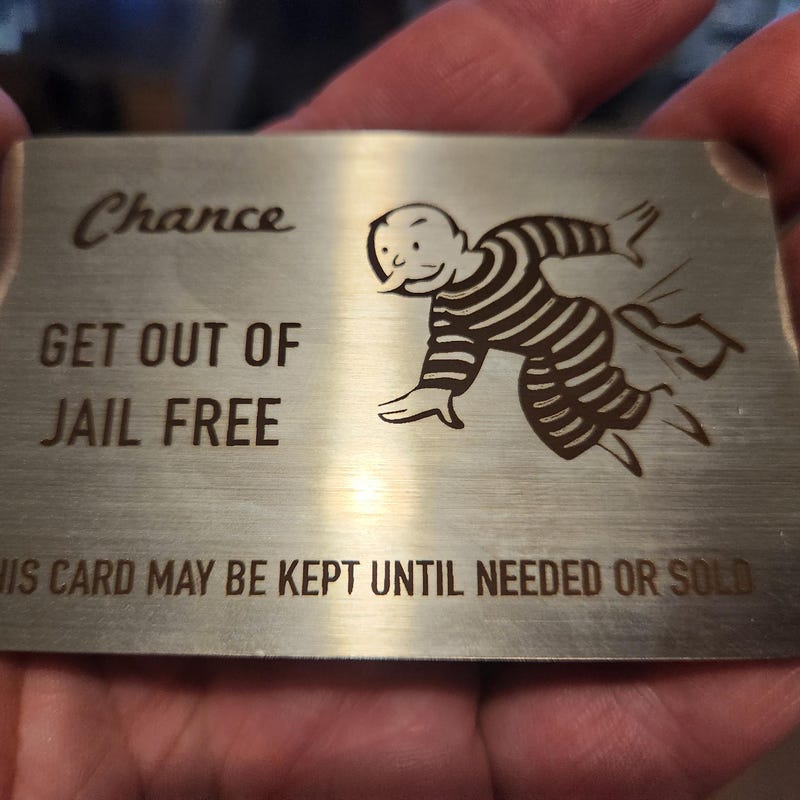 Chance
GET OUT OF
JAIL FREE
HIS CARD MAY BE KEPT UNTIL NEEDED OR SOLD